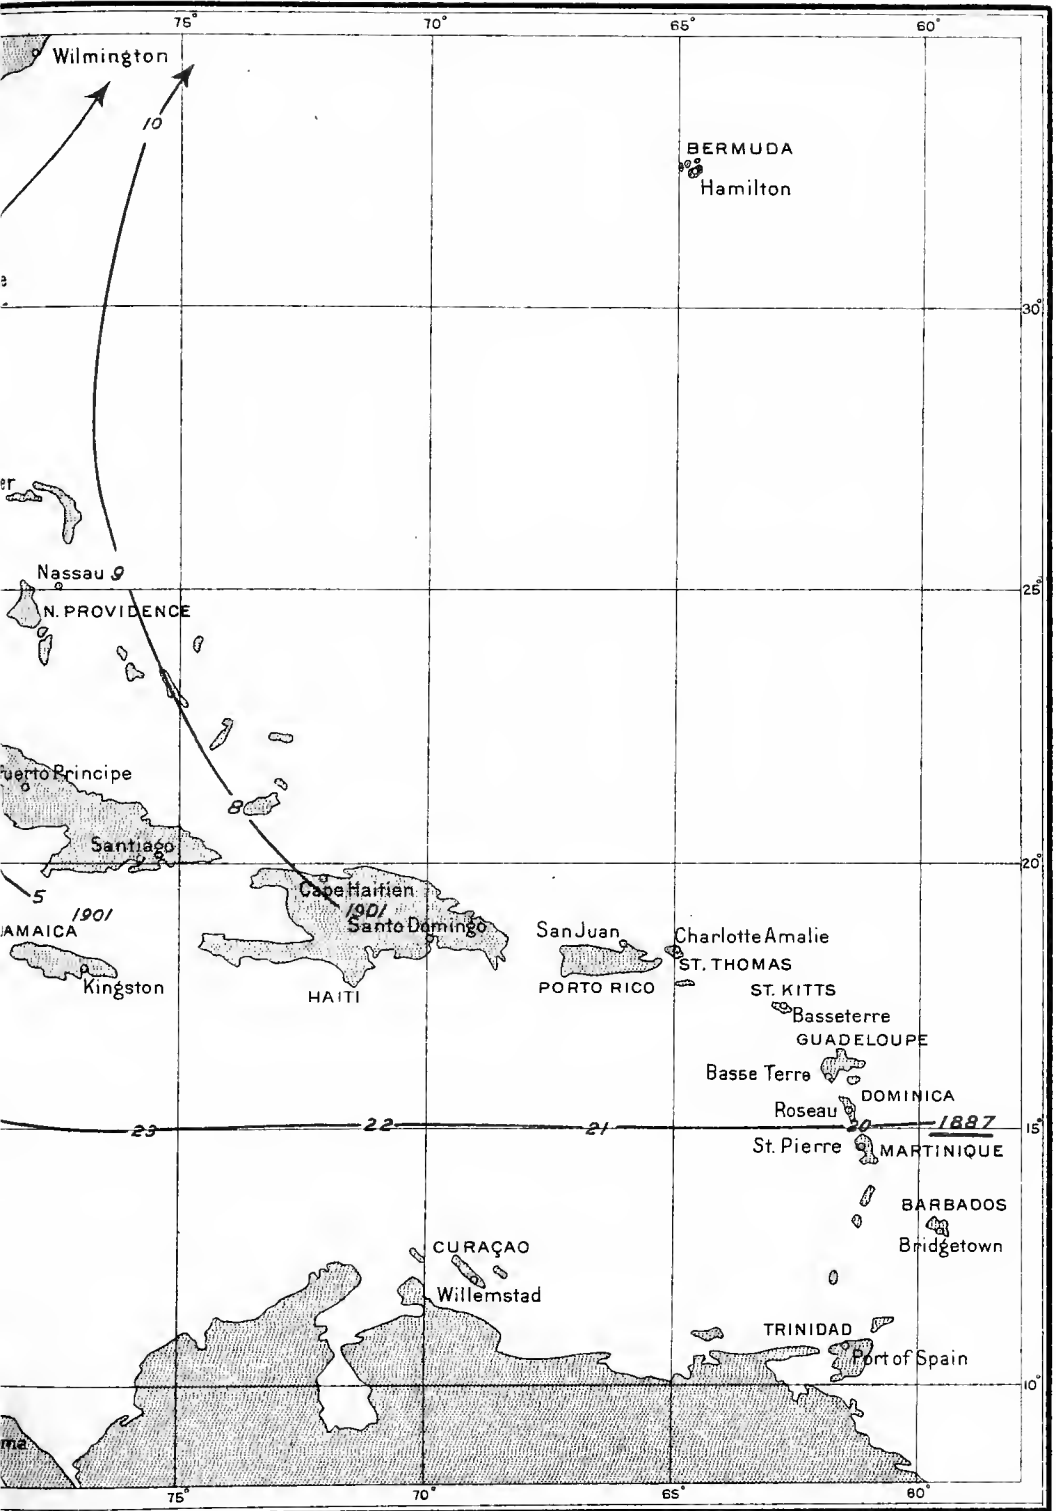 75° 70° 65° 60°
Wilmington
10
BERMUDA
Hamilton
30°
er
Nassau 9
25°
N. PROVIDENCE
Puerto Principe
8
Santiago
20°
Cape Haitien
5
1901
1901
JAMAICA
Santo Domingo
San Juan
Charlotte Amalie
ST. THOMAS
Kingston
HAITI
PORTO RICO
ST. KITTS
Basseterre
GUADELOUPE
Basse Terre
DOMINICA
Roseau
23 22 21 20 1887
15°
St. Pierre
MARTINIQUE
BARBADOS
Bridgetown
CURAÇAO
Willemstad
TRINIDAD
Port of Spain
10°
ma
75° 70° 65° 60°